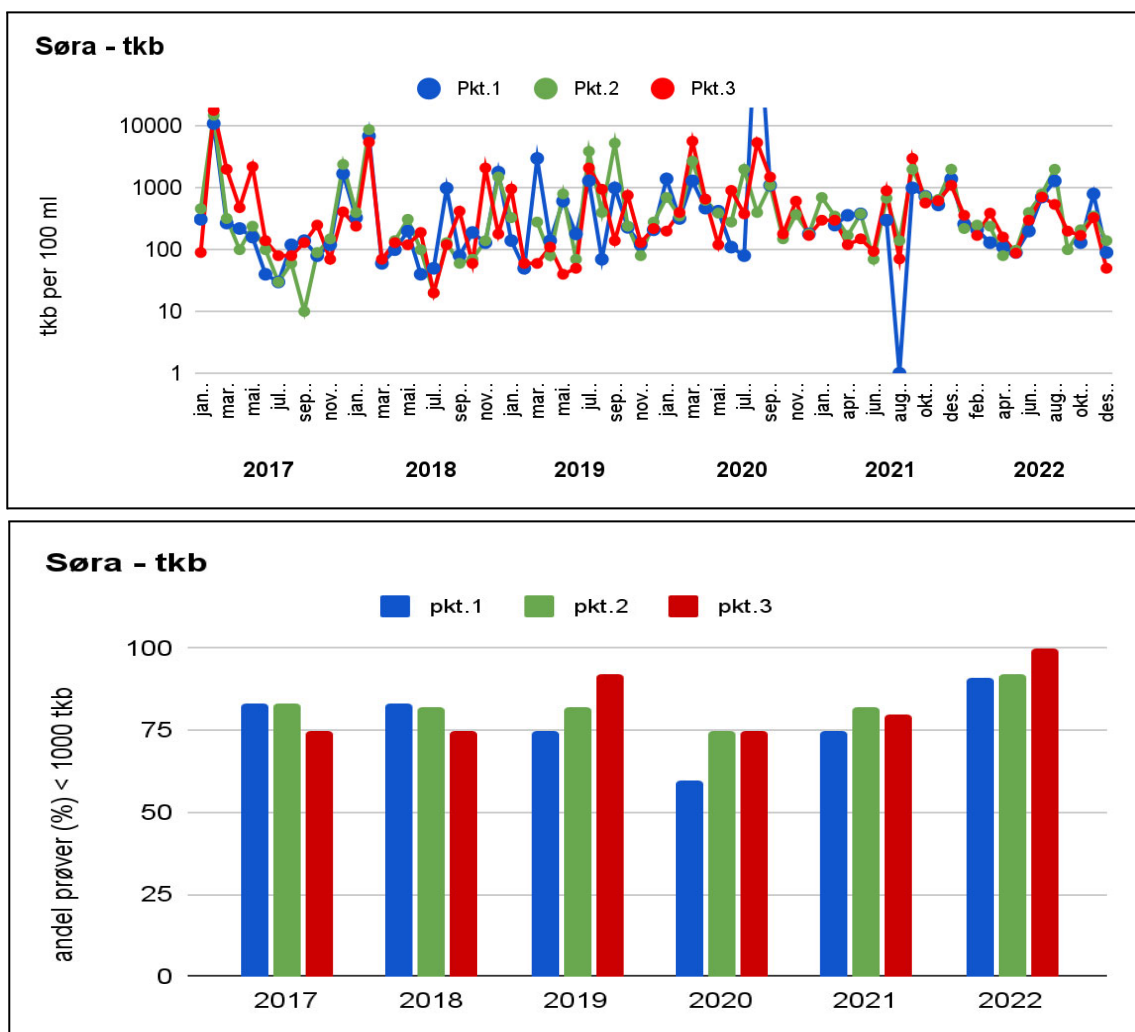 Søra - tkb
Pkt.1 Pkt.2 Pkt.3
tkb per 100 ml
10000
1000
100
10
1
jan.. mar. mai. jul.. sep.. nov.. jan.. mar. mai. jul.. sep.. nov.. jan.. mar. mai. jul.. sep.. nov.. jan.. mar. mai. jul.. sep.. nov.. jan.. apr.. jun.. aug. okt.. des.. feb.. apr.. jun.. aug. okt.. des..
2017 2018 2019 2020 2021 2022
Søra - tkb
pkt.1 pkt.2 pkt.3
andel prøver (%) < 1000 tkb
100
75
50
25
0
2017 2018 2019 2020 2021 2022